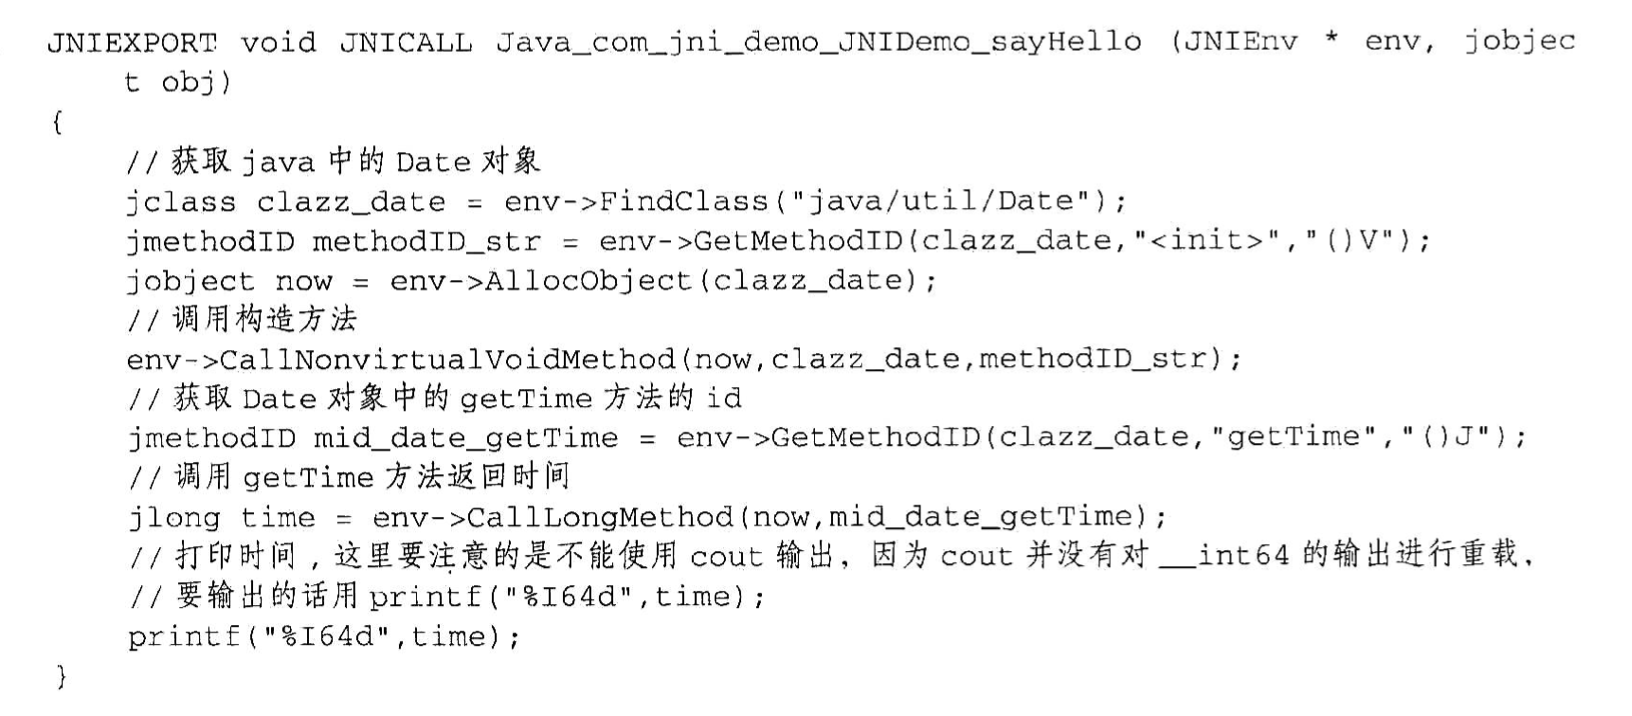 JNIEXPORT void JNICALL Java_com_jni_demo_JNIDemo_sayHello (JNIEnv * env, jobjec
t obj)
{
//获取 java 中的 Date 对象
jclass clazz_date = env->FindClass("java/util/Date");
jmethodID methodID_str = env->GetMethodID(clazz_date,"<init>","()V");
jobject now = env->AllocObject(clazz_date);
//调用构造方法
env->CallNonvirtualVoidMethod(now,clazz_date,methodID_str);
//获取 Date 对象中的 getTime 方法的 id
jmethodID mid_date_getTime = env->GetMethodID(clazz_date,"getTime","()J");
//调用 getTime 方法返回时间
jlong time = env->CallLongMethod(now,mid_date_getTime);
//打印时间，这里要注意的是不能使用 cout 输出，因为 cout 并没有对 __int64 的输出进行重载，
//要输出的话用 printf("%I64d",time);
printf("%I64d",time);
}